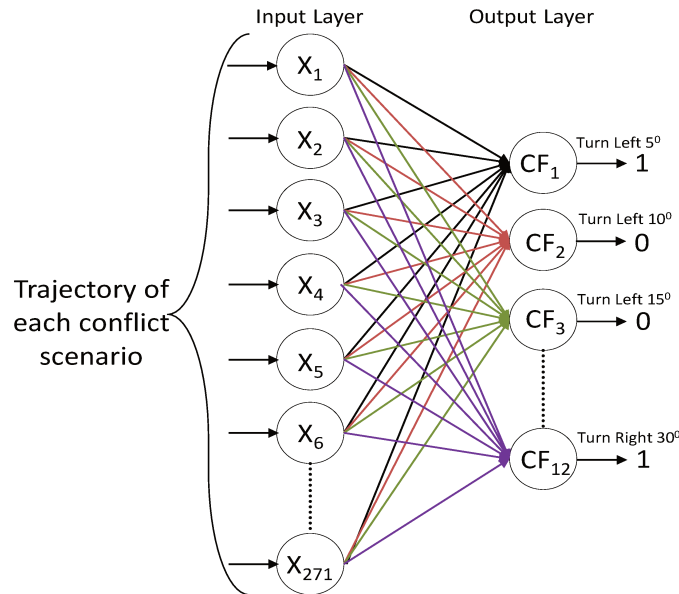 Input Layer
Output Layer
X1
X2
X3
X4
X5
X6
X271
Trajectory of
each conflict
scenario
CF1
Turn Left 5⁰
1
CF2
Turn Left 10⁰
0
CF3
Turn Left 15⁰
0
CF12
Turn Right 30⁰
1